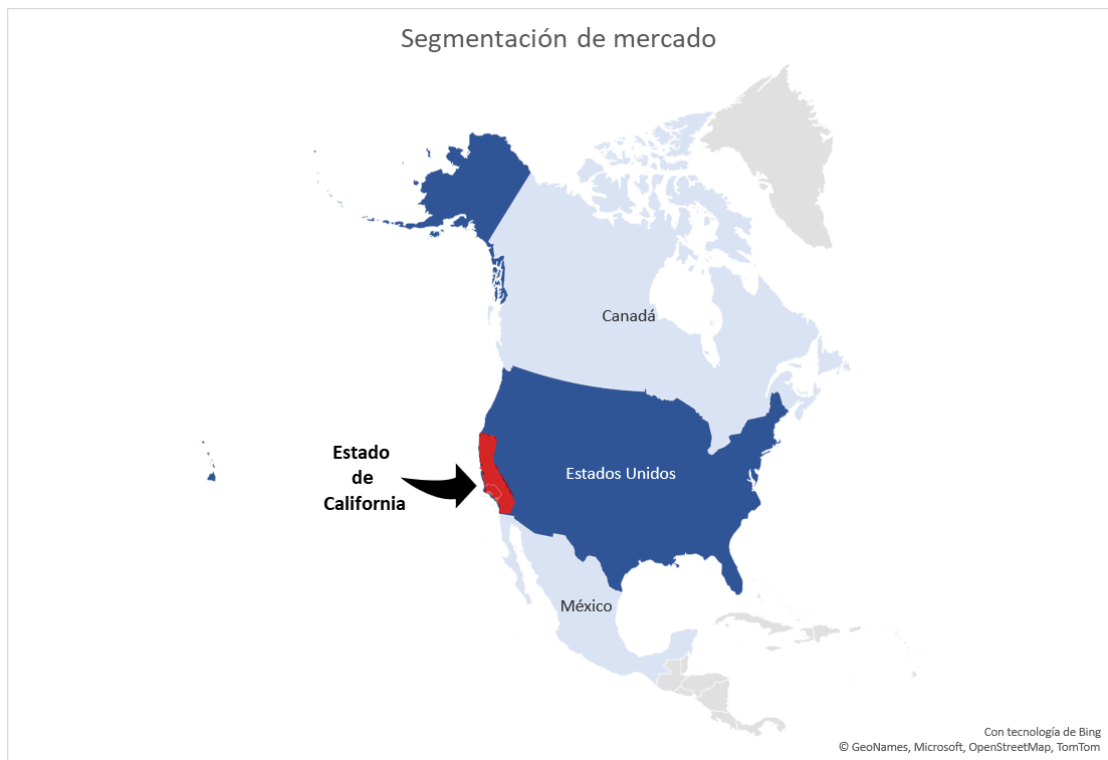 Segmentación de mercado
Canadá
Estado
de
California
Estados Unidos
México
Con tecnología de Bing
© GeoNames, Microsoft, OpenStreetMap, TomTom